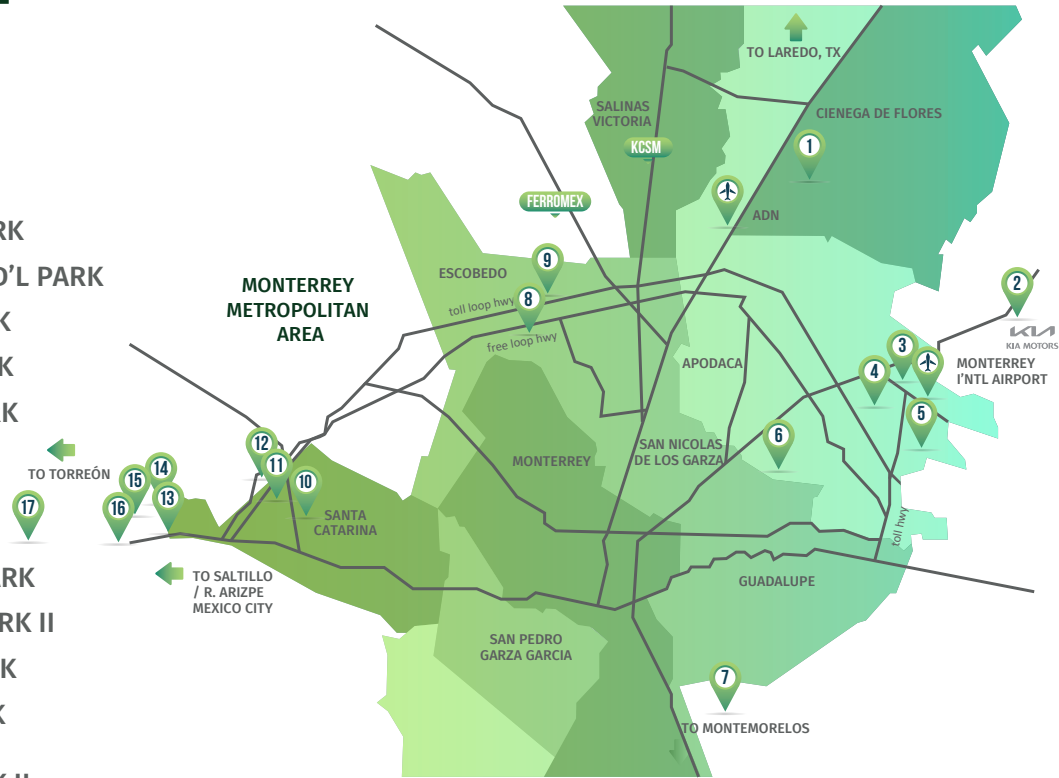 TO LAREDO, TX
SALINAS
VICTORIA
CIENEGA DE FLORES
KCSM
1
FERROMEX
ADN
RK
D'L PARK
K
K
RK
MONTERREY
METROPOLITAN
AREA
ESCOBEDO
9
8
toll loop hwy
free loop hwy
2
KIA
KIA MOTORS
3
4
MONTERREY
I'NTL AIRPORT
5
APODACA
6
SAN NICOLAS
DE LOS GARZA
MONTERREY
TO TORREÓN
12
11
10
14
15
13
16
17
SANTA
CATARINA
toll hwy
TO SALTILLO
/ R. ARIZPE
MEXICO CITY
GUADALUPE
ARK
RK II
K
K
SAN PEDRO
GARZA GARCIA
7
TO MONTEMORELOS